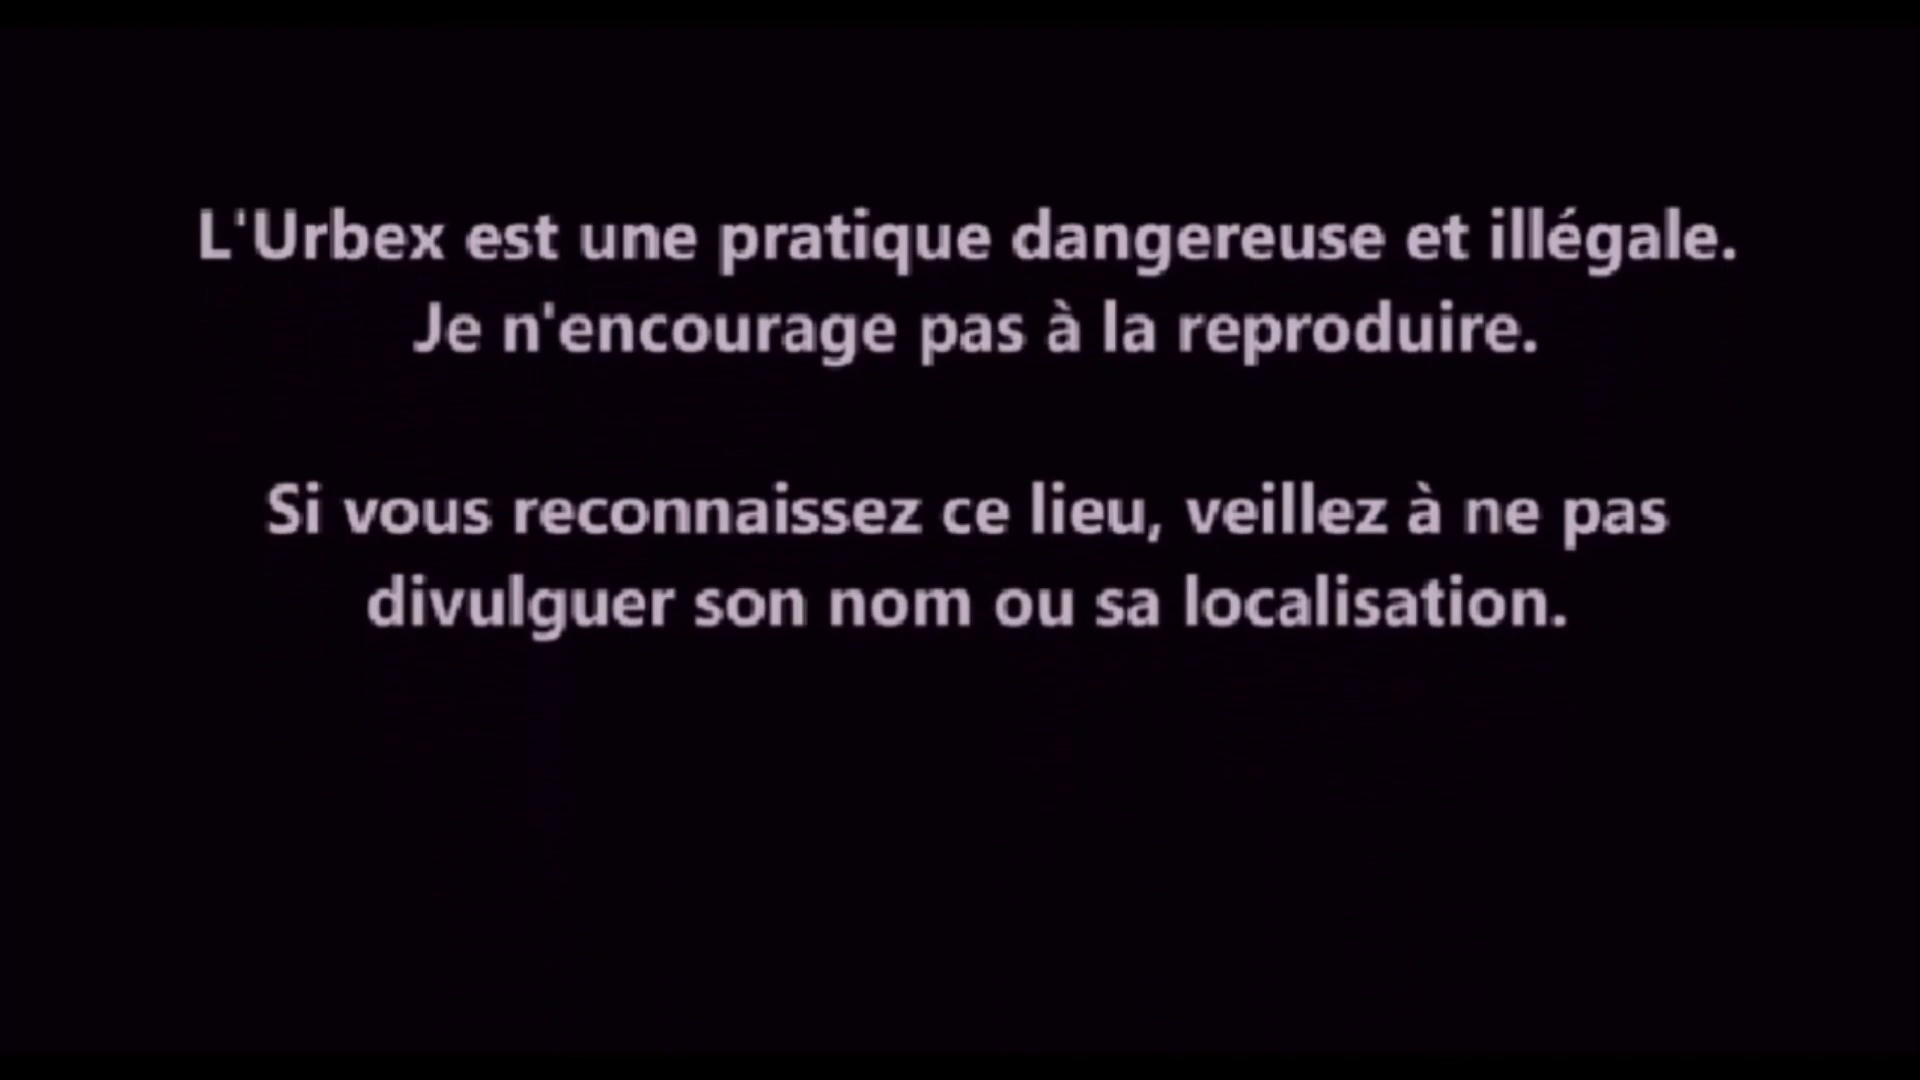 L'Urbex est une pratique dangereuse et illégale.
Je n'encourage pas à la reproduire.
Si vous reconnaissez ce lieu, veillez à ne pas
divulguer son nom ou sa localisation.